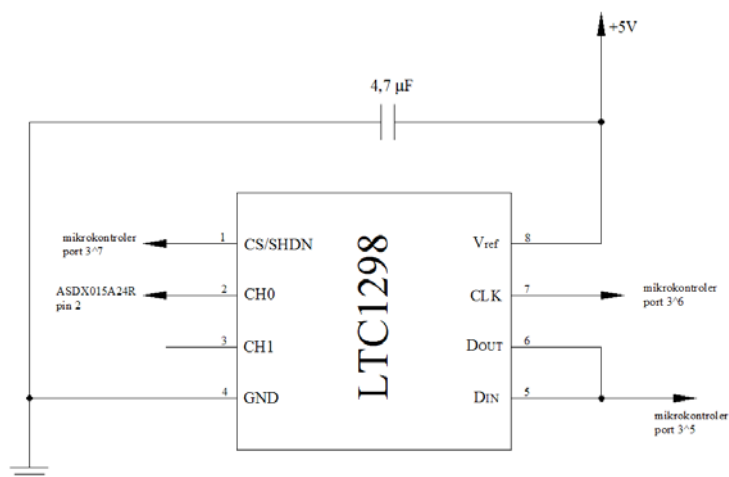 +5V
4,7 μF
mikrokontroler
port 3^7
1
CS/SHDN
ASDX015A24R
pin 2
2
CH0
3
CH1
4
GND
LTC1298
Vref
8
CLK
7
mikrokontroler
port 3^6
DOUT
6
DIN
5
mikrokontroler
port 3^5